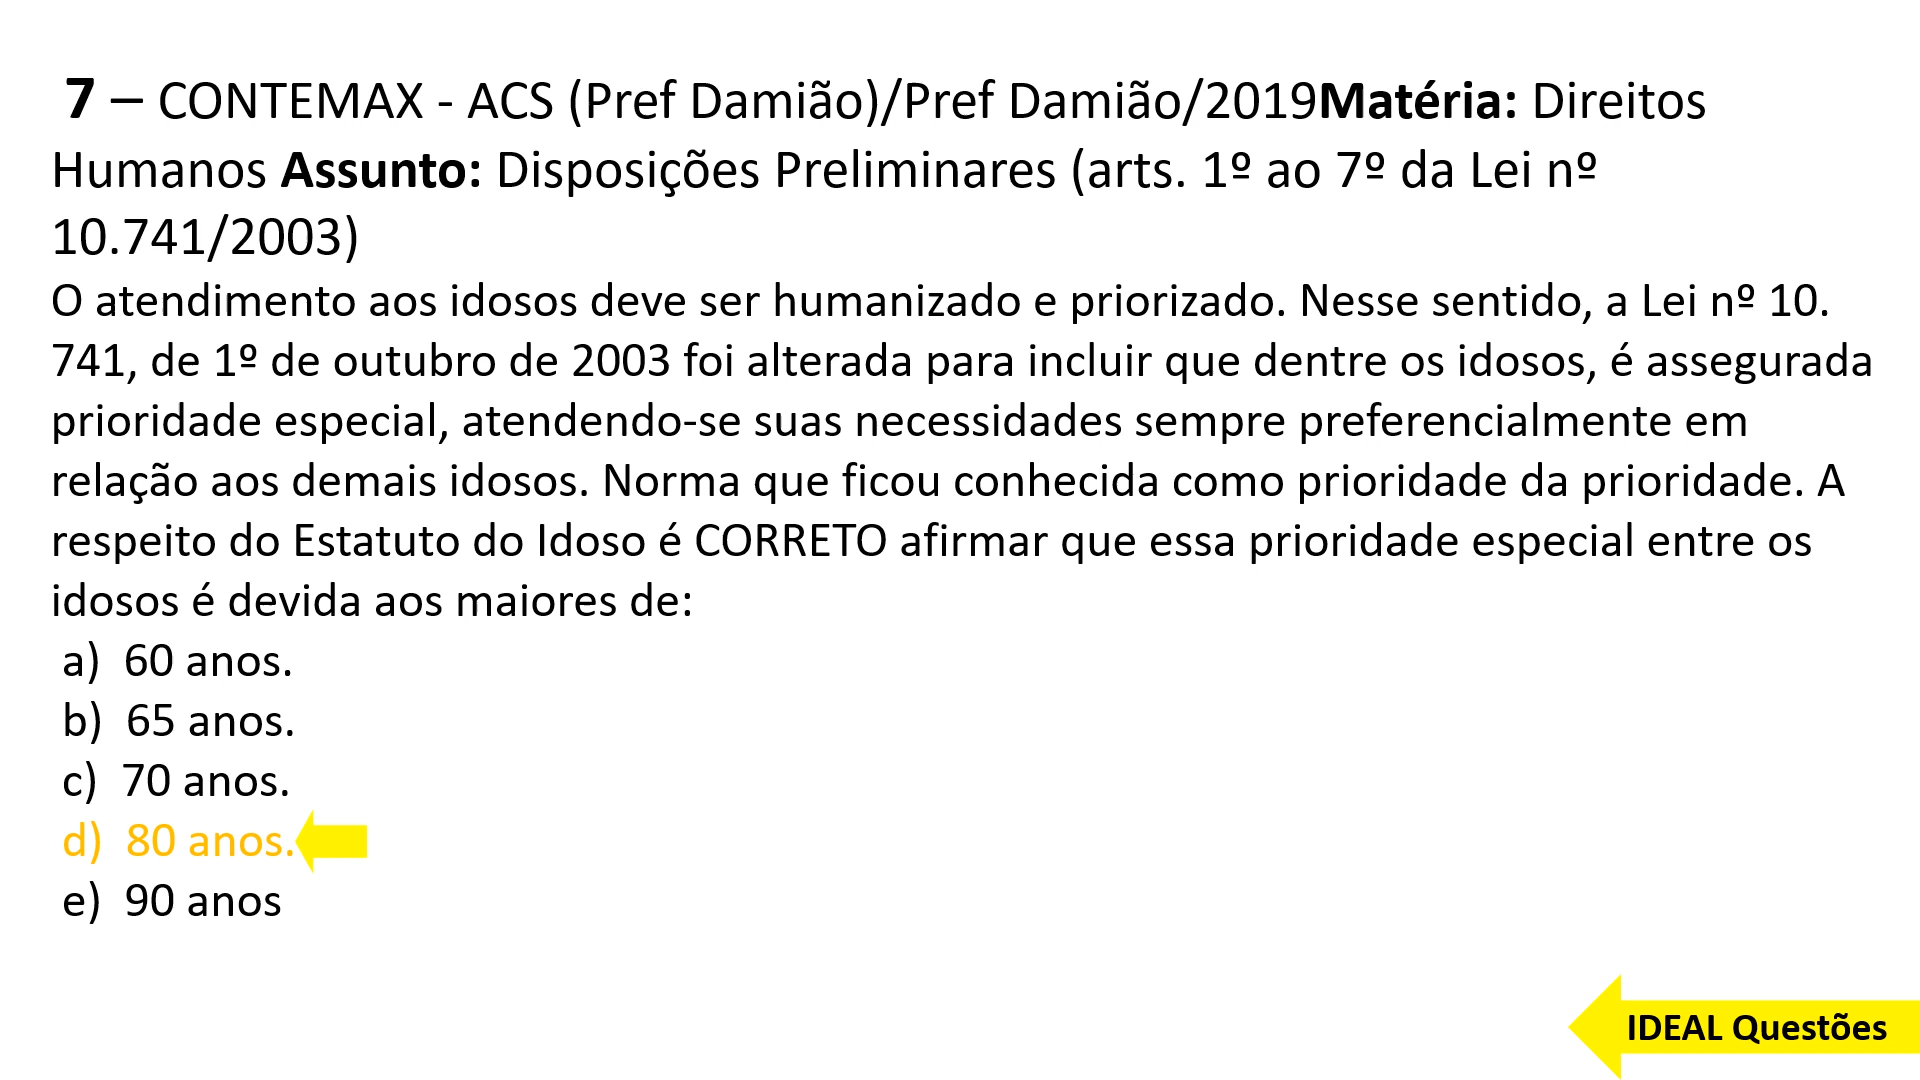 7 – CONTEMAX - ACS (Pref Damião)/Pref Damião/2019Matéria: Direitos
Humanos Assunto: Disposições Preliminares (arts. 1º ao 7º da Lei nº
10.741/2003)
O atendimento aos idosos deve ser humanizado e priorizado. Nesse sentido, a Lei nº 10.
741, de 1º de outubro de 2003 foi alterada para incluir que dentre os idosos, é assegurada
prioridade especial, atendendo-se suas necessidades sempre preferencialmente em
relação aos demais idosos. Norma que ficou conhecida como prioridade da prioridade. A
respeito do Estatuto do Idoso é CORRETO afirmar que essa prioridade especial entre os
idosos é devida aos maiores de:
a) 60 anos.
b) 65 anos.
c) 70 anos.
d) 80 anos.
e) 90 anos
IDEAL Questões